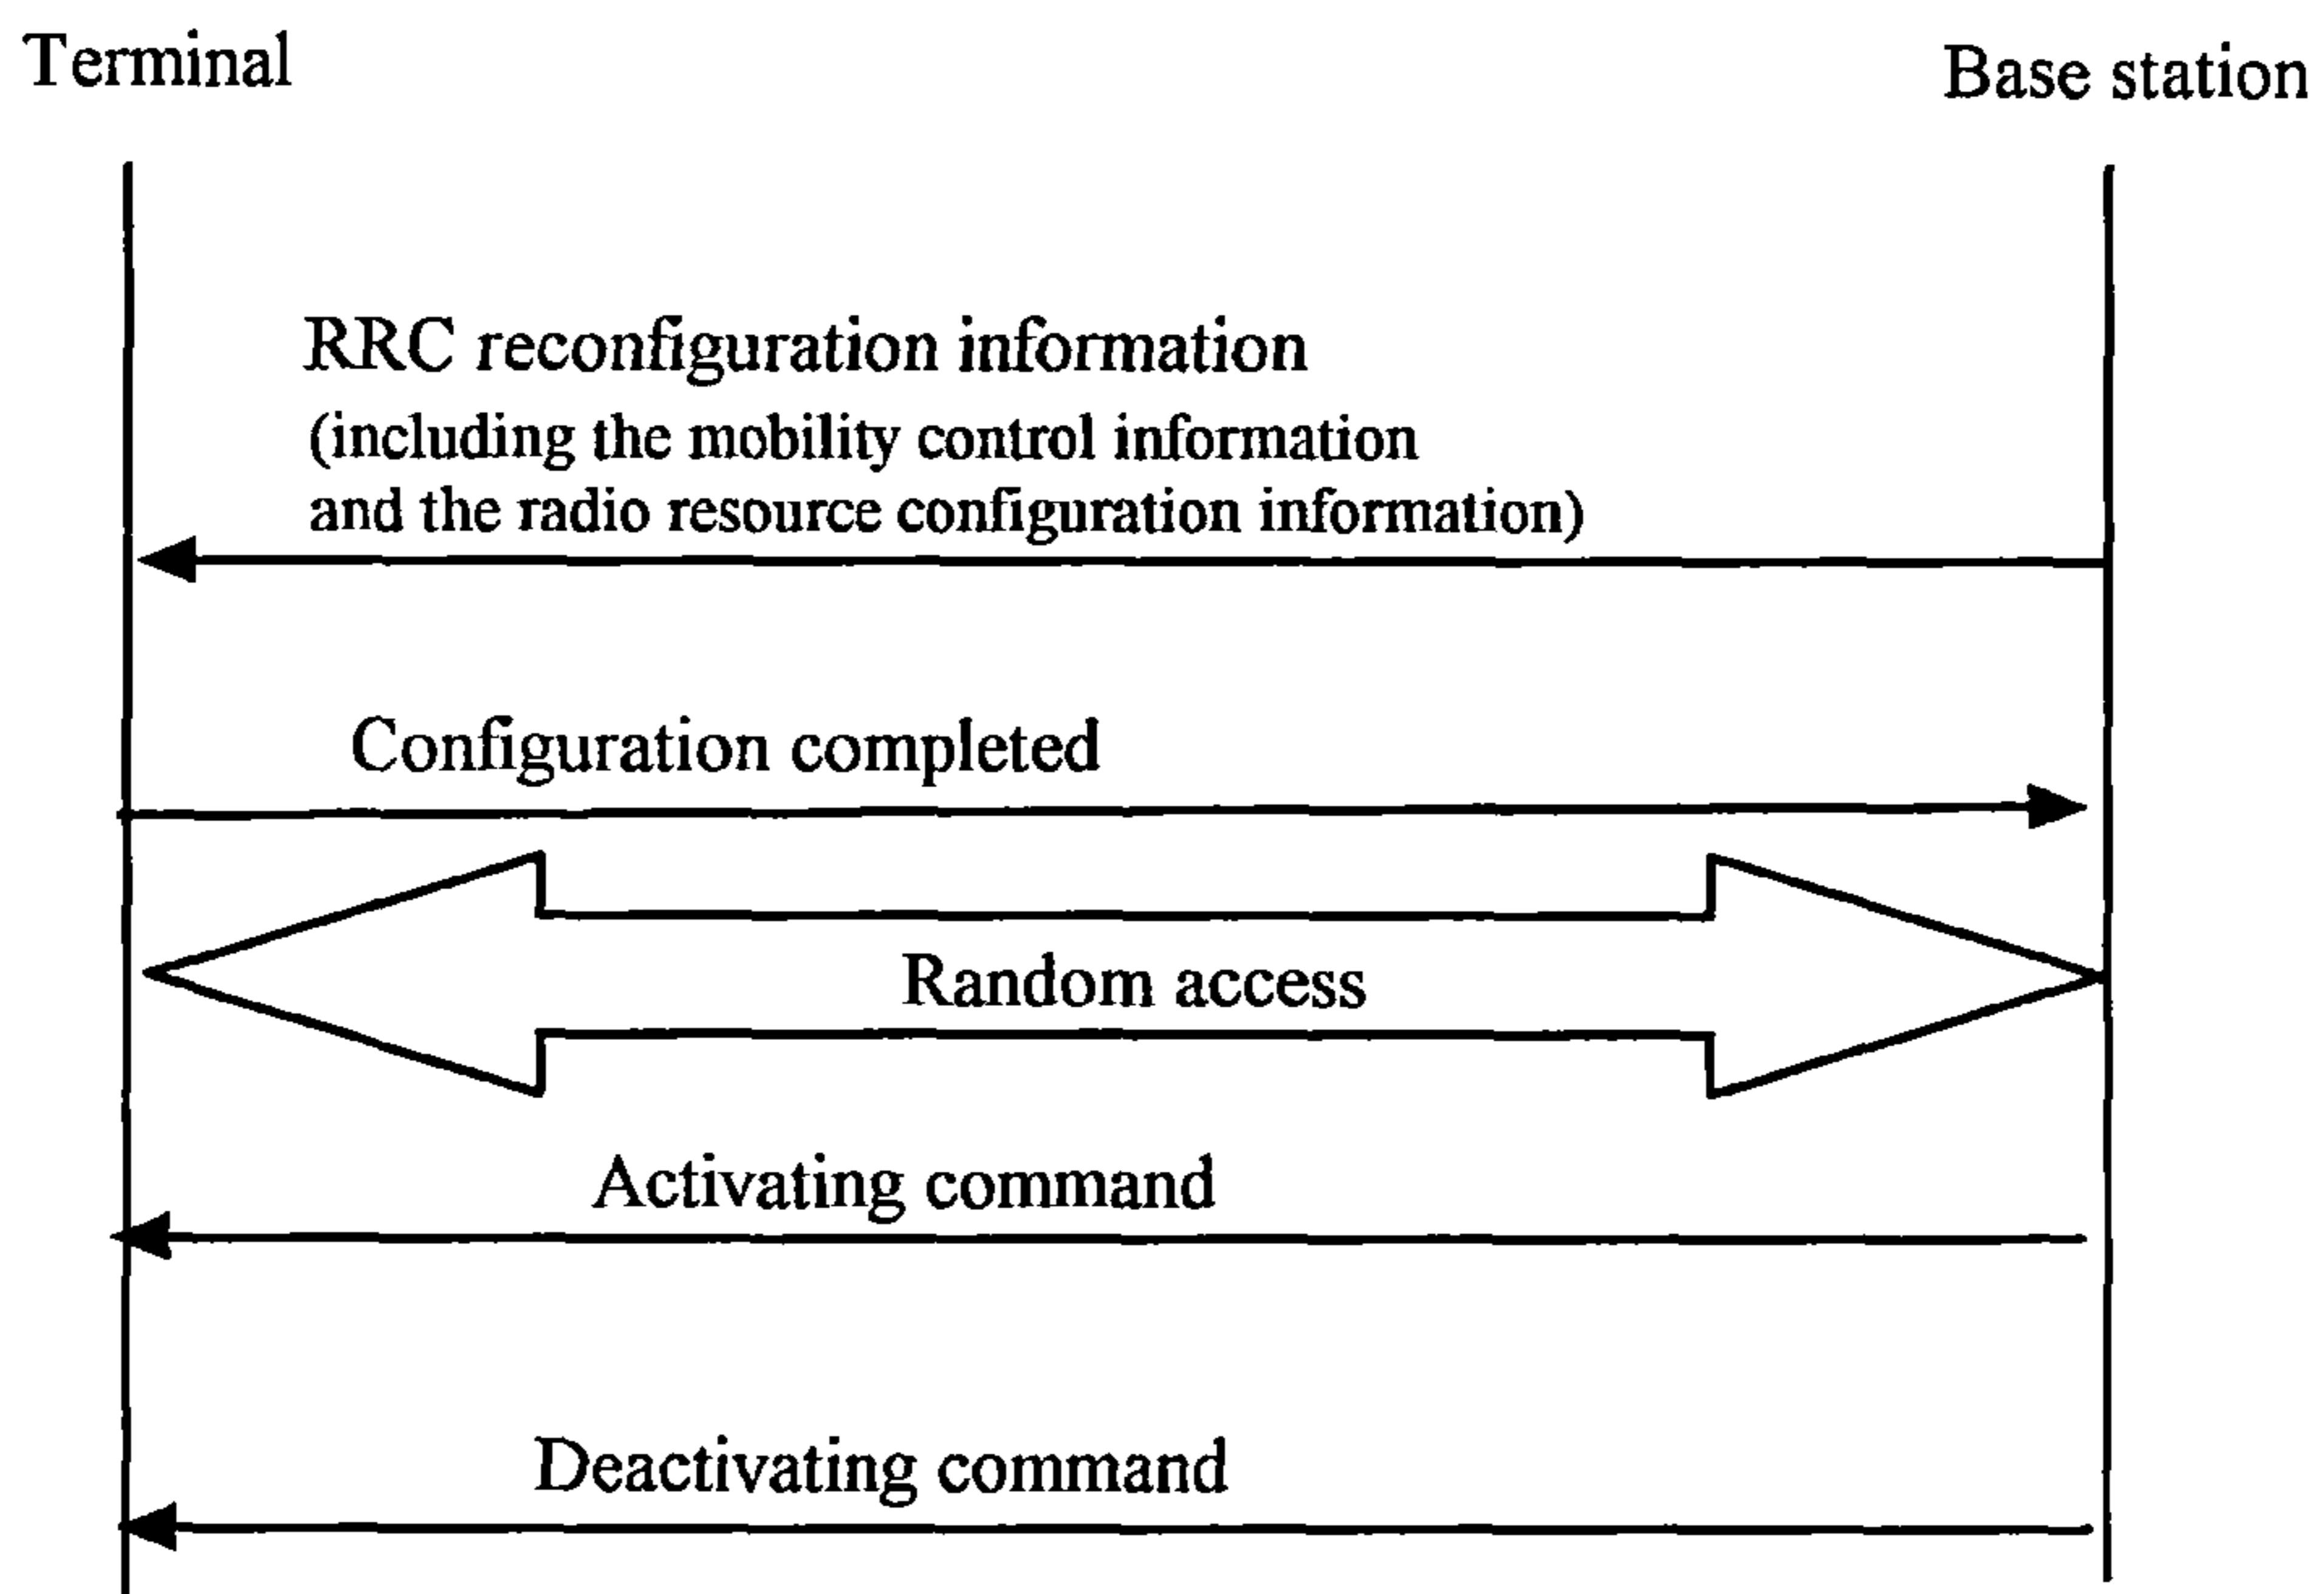 Terminal
Base station
RRC reconfiguration information
(including the mobility control information
and the radio resource configuration information)
Configuration completed
Random access
Activating command
Deactivating command